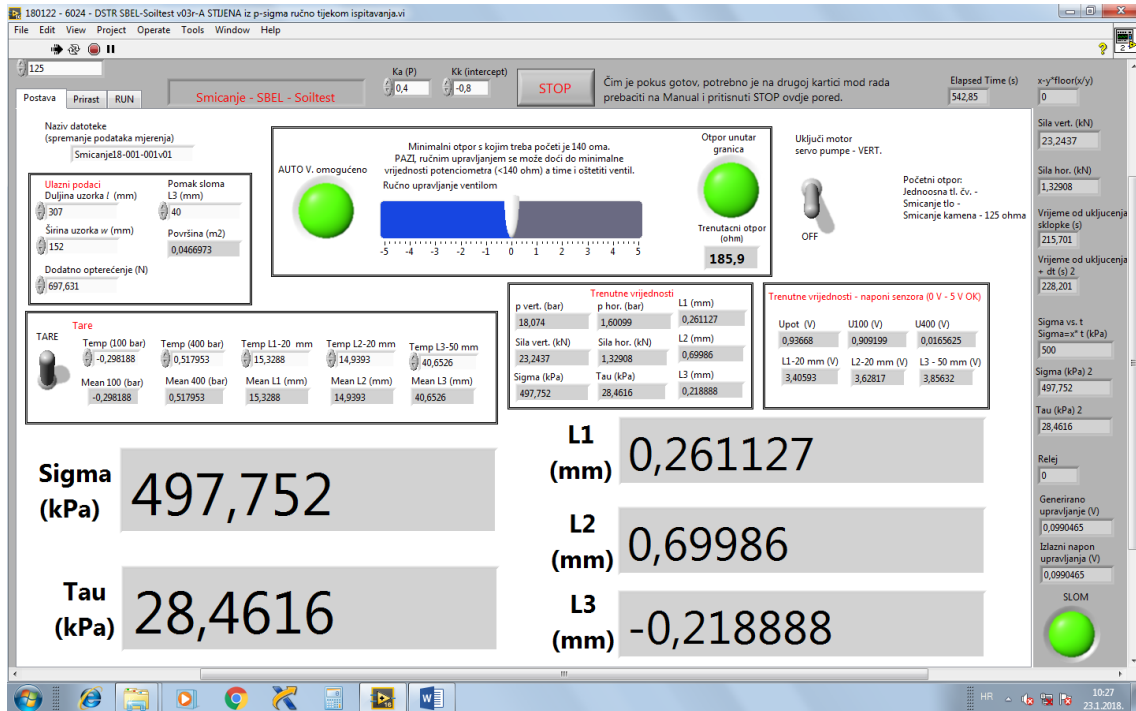 180122 - 6024 - DSTR SBEL-Soiltest v03r-A STIJENA iz p-sigma ručno tijekom ispitavanja.vi
File Edit View Project Operate Tools Window Help
125
Postava Prirast RUN
Smicanje - SBEL - Soiltest
Ka (P)
0,4
Kk (intercept)
-0,8
STOP
Čim je pokus gotov, potrebno je na drugoj kartici mod rada
prebaciti na Manual i pritisnuti STOP ovdje pored.
Elapsed Time (s)
542,85
x-y*floor(x/y)
0
Naziv datoteke
(spremanje podataka mjerenja)
Smicanje18-001-001v01
Ulazni podaci
Duljina uzorka l (mm)
307
Pomak sloma
L3 (mm)
40
Širina uzorka w (mm)
152
Površina (m2)
0,0466973
Dodatno opterećenje (N)
697,631
AUTO V. omogućeno
Minimalni otpor s kojim treba početi je 140 oma.
PAZI, ručnim upravljanjem se može doći do minimalne
vrijednosti potenciometra (<140 ohm) a time i oštetiti ventil.
Ručno upravljanje ventilom
-5 -4 -3 -2 -1 0 1 2 3 4 5
Otpor unutar
granica
Trenutacni otpor
(ohm)
185,9
Uključi motor
servo pumpe - VERT.
OFF
Početni otpor:
Jednoosna tl. čv. -
Smicanje tlo -
Smicanje kamena - 125 ohma
Tare
TARE
Temp (100 bar) Temp (400 bar) Temp L1-20 mm Temp L2-20 mm Temp L3-50 mm
-0,298188 0,517953 15,3288 14,9393 40,6526
Mean 100 (bar) Mean 400 (bar) Mean L1 (mm) Mean L2 (mm) Mean L3 (mm)
-0,298188 0,517953 15,3288 14,9393 40,6526
Trenutne vrijednosti
p vert. (bar) p hor. (bar) L1 (mm)
18,074 1,60099 0,261127
Sila vert. (kN) Sila hor. (kN) L2 (mm)
23,2437 1,32908 0,69986
Sigma (kPa) Tau (kPa) L3 (mm)
497,752 28,4616 0,218888
Trenutne vrijednosti - naponi senzora (0 V - 5 V OK)
Upot (V) U100 (V) U400 (V)
0,93668 0,909199 0,0165625
L1-20 mm (V) L2-20 mm (V) L3 - 50 mm (V)
3,40593 3,62817 3,85632
Sigma
(kPa)
497,752
Tau
(kPa)
28,4616
L1
(mm)
0,261127
L2
(mm)
0,69986
L3
(mm)
-0,218888
Sila vert. (kN)
23,2437
Sila hor. (kN)
1,32908
Vrijeme od ukljucenja
sklopke (s)
215,701
Vrijeme od ukljucenja
+ dt (s) 2
228,201
Sigma vs. t
Sigma=x* t (kPa)
500
Sigma (kPa) 2
497,752
Tau (kPa) 2
28,4616
Relej
0
Generirano
upravljanje (V)
0,0990465
Izlazni napon
upravljanja (V)
0,0990465
SLOM
HR
10:27
23.1.2018.